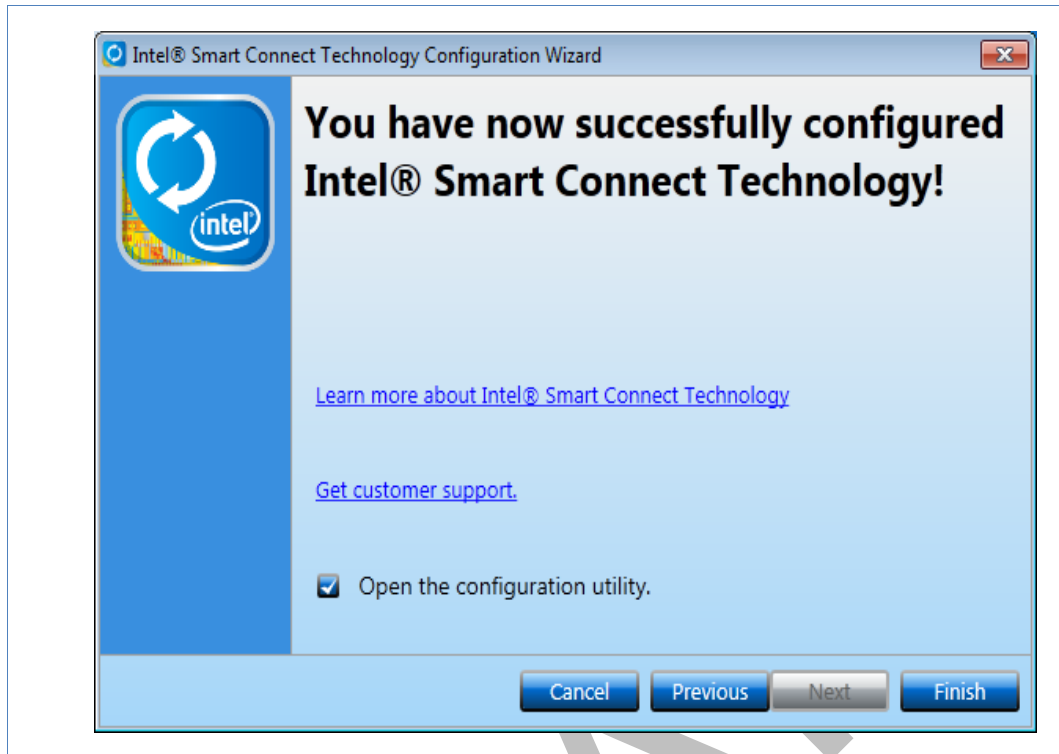 Intel® Smart Connect Technology Configuration Wizard
You have now successfully configured
Intel® Smart Connect Technology!
intel®
Learn more about Intel® Smart Connect Technology
Get customer support.
Open the configuration utility.
Cancel Previous Next Finish